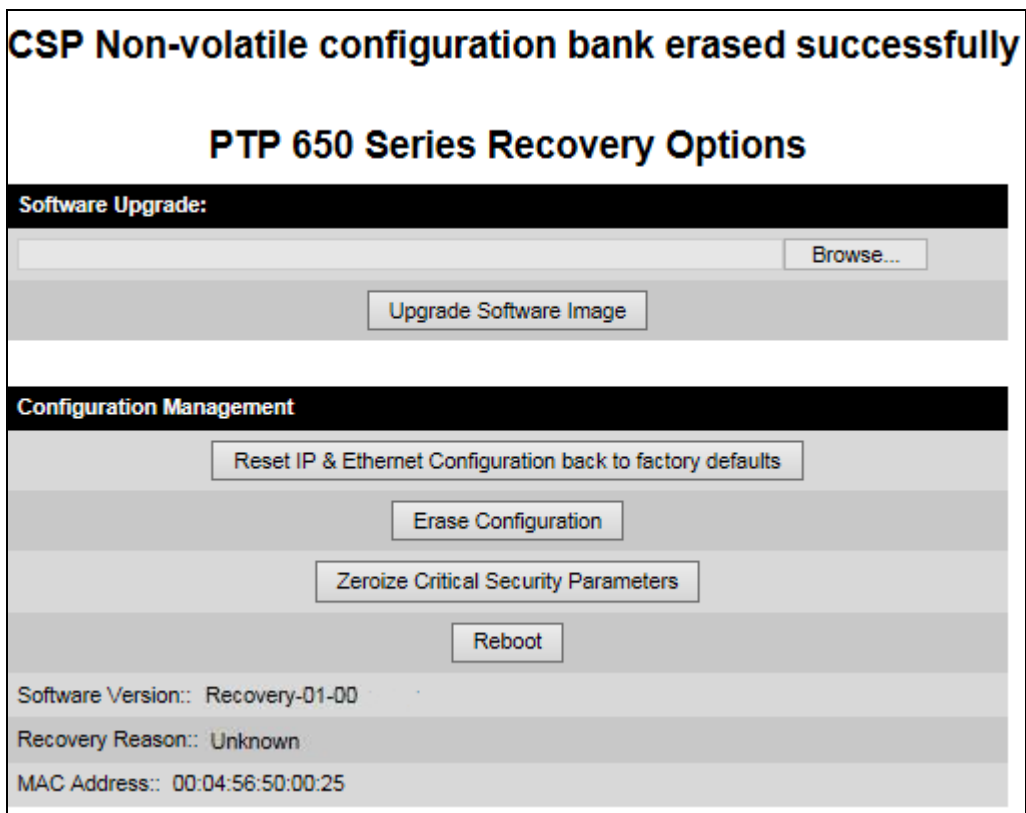 CSP Non-volatile configuration bank erased successfully
PTP 650 Series Recovery Options
Software Upgrade:
Browse...
Upgrade Software Image
Configuration Management
Reset IP & Ethernet Configuration back to factory defaults
Erase Configuration
Zeroize Critical Security Parameters
Reboot
Software Version:: Recovery-01-00
Recovery Reason:: Unknown
MAC Address:: 00:04:56:50:00:25